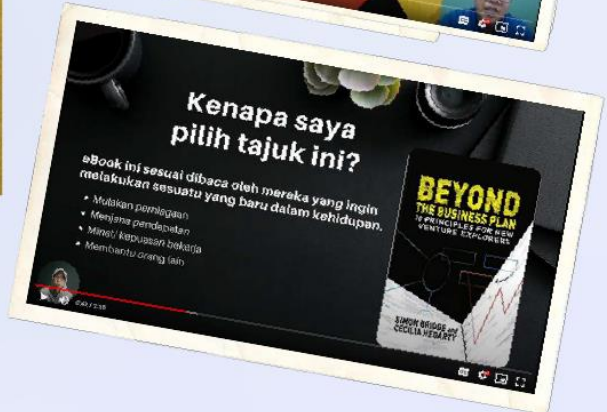 Kenapa saya
pilih tajuk ini?
eBook ini sesuai dibaca oleh mereka yang ingin
melakukan sesuatu yang baru dalam kehidupan.
• Mulakan perniagaan
• Menjana pendapatan
• Minat/ kepuasan bekerja
• Membantu orang lain
BEYOND
THE BUSINESS PLAN
10 PRINCIPLES FOR NEW
VENTURE EXPLORERS
SIMON BRIDGE and
CECILIA HEGARTY